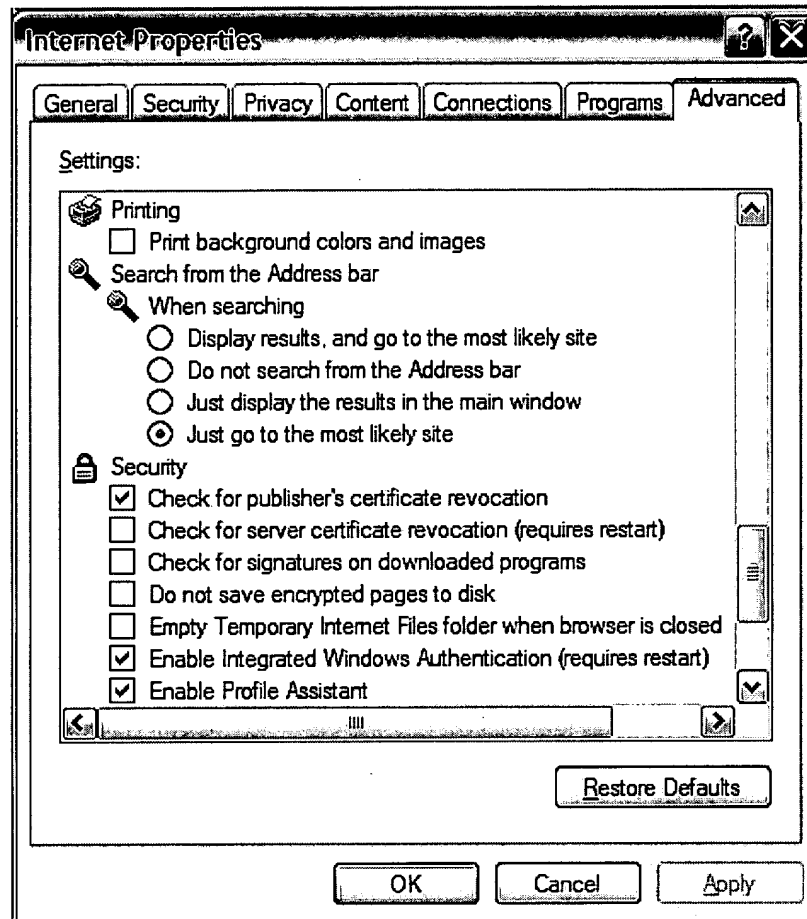 Internet Properties
General Security Privacy Content Connections Programs Advanced
Settings:
Printing
Print background colors and images
Search from the Address bar
When searching
Display results, and go to the most likely site
Do not search from the Address bar
Just display the results in the main window
Just go to the most likely site
Security
Check for publisher's certificate revocation
Check for server certificate revocation (requires restart)
Check for signatures on downloaded programs
Do not save encrypted pages to disk
Empty Temporary Internet Files folder when browser is closed
Enable Integrated Windows Authentication (requires restart)
Enable Profile Assistant
Restore Defaults
OK Cancel Apply